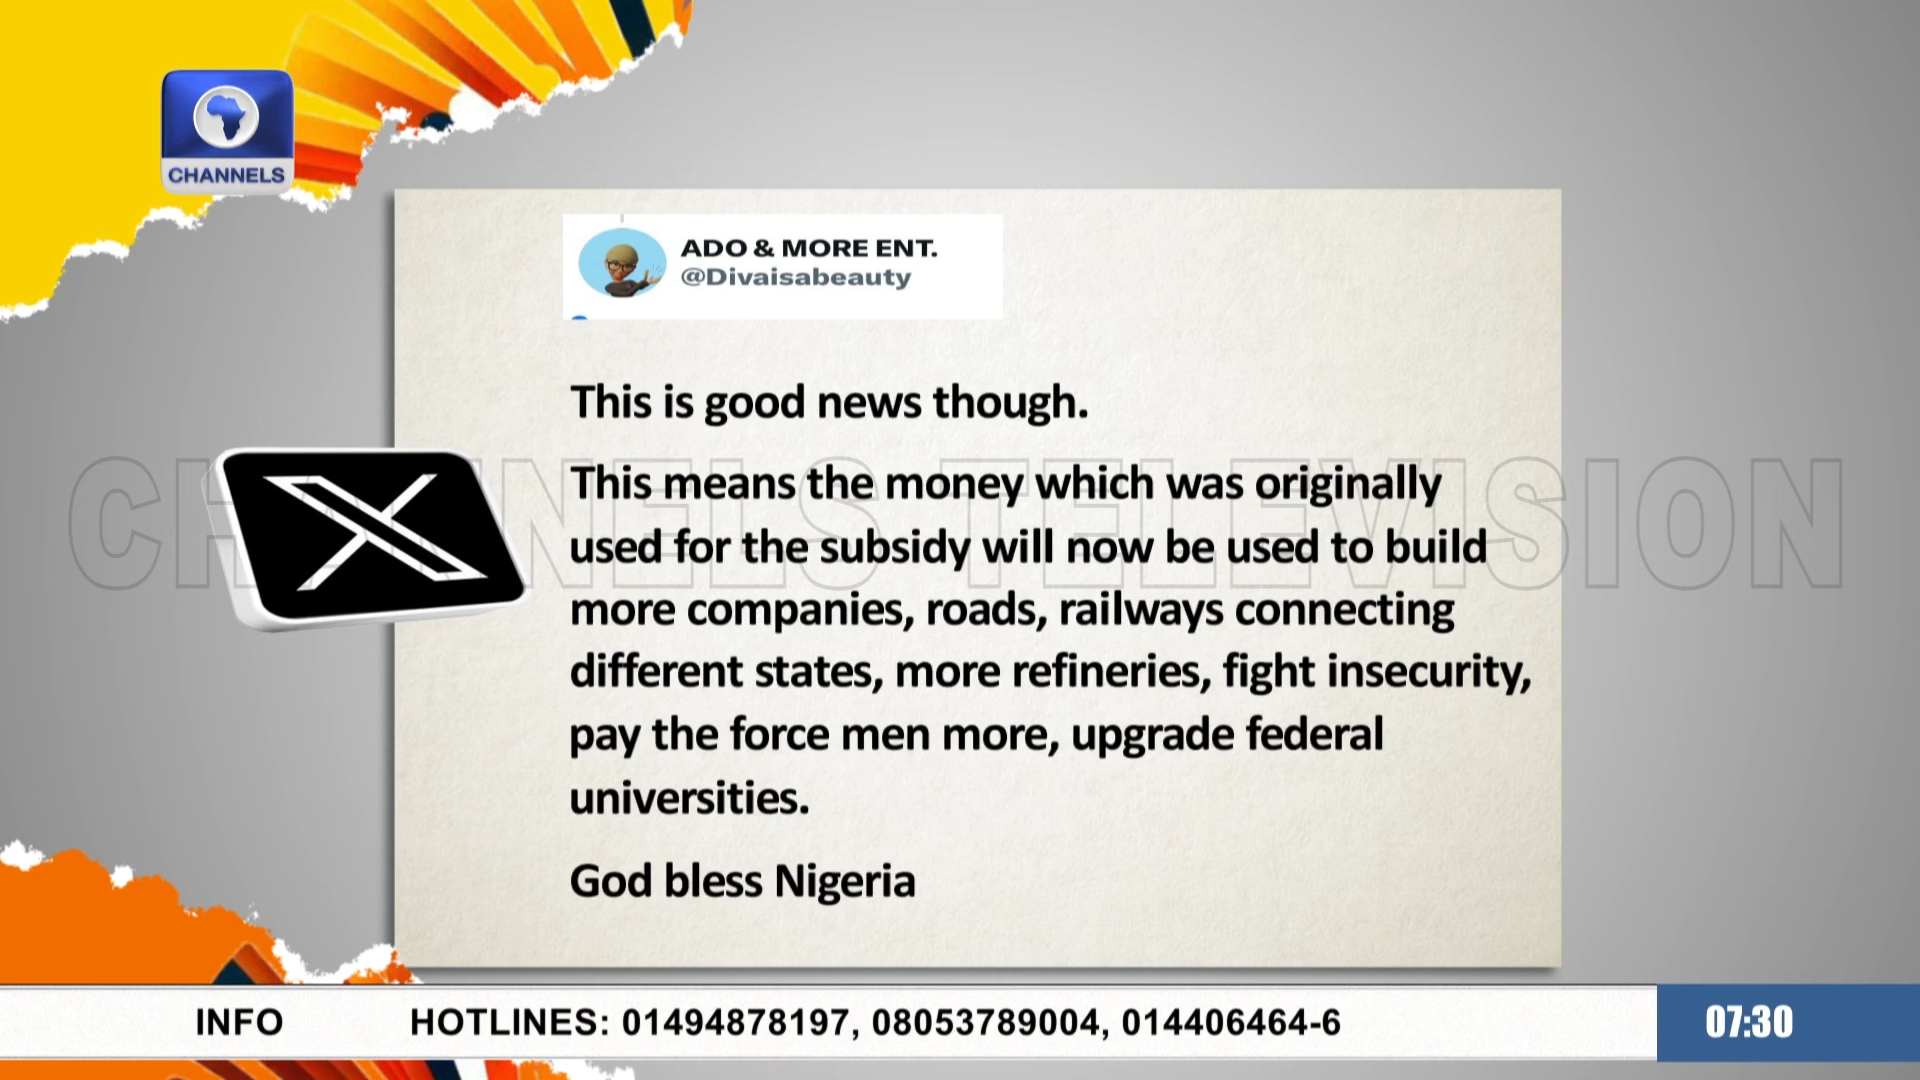 CHANNELS
ADO & MORE ENT.
@Divaisabeauty
This is good news though.
This means the money which was originally
used for the subsidy will now be used to build
more companies, roads, railways connecting
different states, more refineries, fight insecurity,
pay the force men more, upgrade federal
universities.
God bless Nigeria
CHANNELS TELEVISION
INFO HOTLINES: 01494878197, 08053789004, 014406464-6
07:30